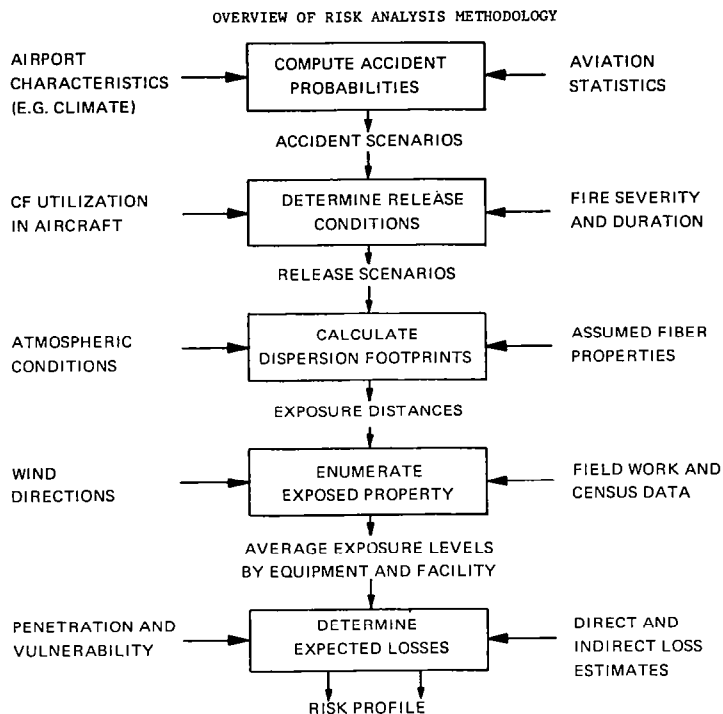 OVERVIEW OF RISK ANALYSIS METHODOLOGY
AIRPORT
CHARACTERISTICS
(E.G. CLIMATE)
COMPUTE ACCIDENT
PROBABILITIES
AVIATION
STATISTICS
ACCIDENT SCENARIOS
CF UTILIZATION
IN AIRCRAFT
DETERMINE RELEASE
CONDITIONS
FIRE SEVERITY
AND DURATION
RELEASE SCENARIOS
ATMOSPHERIC
CONDITIONS
CALCULATE
DISPERSION FOOTPRINTS
ASSUMED FIBER
PROPERTIES
EXPOSURE DISTANCES
WIND
DIRECTIONS
ENUMERATE
EXPOSED PROPERTY
FIELD WORK AND
CENSUS DATA
AVERAGE EXPOSURE LEVELS
BY EQUIPMENT AND FACILITY
PENETRATION AND
VULNERABILITY
DETERMINE
EXPECTED LOSSES
DIRECT AND
INDIRECT LOSS
ESTIMATES
RISK PROFILE